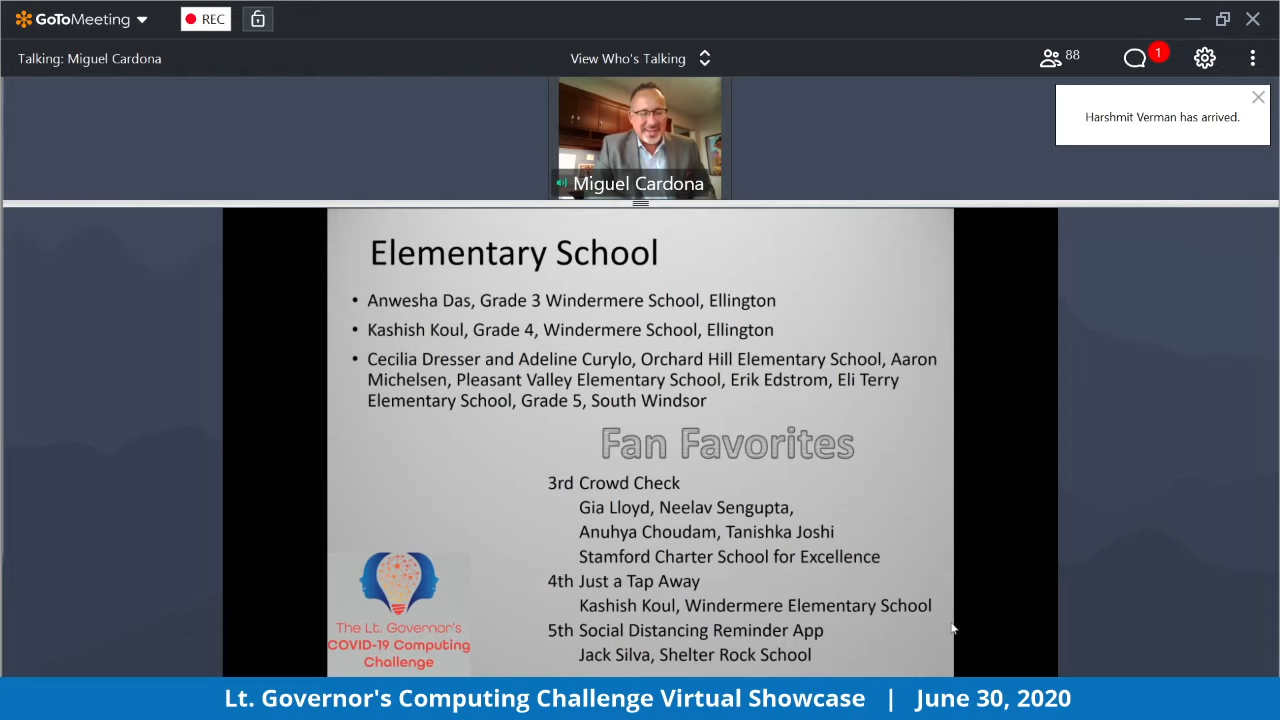 GoToMeeting
REC
Talking: Miguel Cardona
View Who's Talking
88
1
Harshmit Verman has arrived.
Miguel Cardona
Elementary School
• Anwesha Das, Grade 3 Windermere School, Ellington
• Kashish Koul, Grade 4, Windermere School, Ellington
• Cecilia Dresser and Adeline Curylo, Orchard Hill Elementary School, Aaron
Michelsen, Pleasant Valley Elementary School, Erik Edstrom, Eli Terry
Elementary School, Grade 5, South Windsor
Fan Favorites
3rd Crowd Check
Gia Lloyd, Neelav Sengupta,
Anuhya Choudam, Tanishka Joshi
Stamford Charter School for Excellence
4th Just a Tap Away
Kashish Koul, Windermere Elementary School
5th Social Distancing Reminder App
Jack Silva, Shelter Rock School
The Lt. Governor's
COVID-19 Computing
Challenge
Lt. Governor's Computing Challenge Virtual Showcase | June 30, 2020